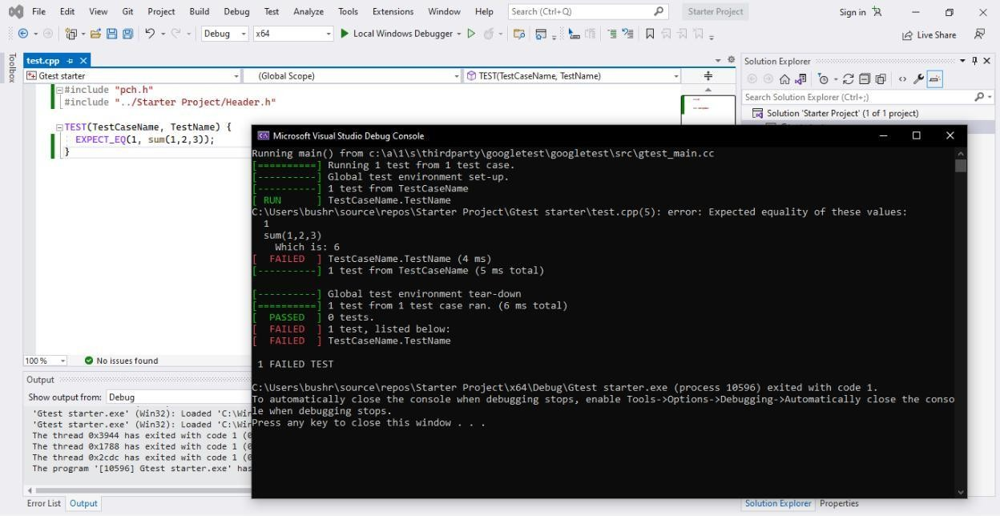 File Edit View Git Project Build Debug Test Analyze Tools Extensions Window Help Search (Ctrl+Q) Starter Project Sign in
Debug x64 Local Windows Debugger Live Share
Toolbox
test.cpp
Gtest starter (Global Scope) TEST(TestCaseName, TestName)
#include "pch.h"
#include "../Starter Project/Header.h"
TEST(TestCaseName, TestName) {
EXPECT_EQ(1, sum(1,2,3));
}
100 % No issues found
Output
Show output from: Debug
'Gtest starter.exe' (Win32): Loaded 'C:\Win
'Gtest starter.exe' (Win32): Loaded 'C:\Win
The thread 0x3944 has exited with code 1 (0
The thread 0x1788 has exited with code 1 (0
The thread 0x2cdc has exited with code 1 (0
The program '[10596] Gtest starter.exe' has
Error List Output
Solution Explorer
Search Solution Explorer (Ctrl+;)
Solution 'Starter Project' (1 of 1 project)
Microsoft Visual Studio Debug Console
Running main() from c:\a\1\s\thirdparty\googletest\googletest\src\gtest_main.cc
[==========] Running 1 test from 1 test case.
[----------] Global test environment set-up.
[----------] 1 test from TestCaseName
[ RUN      ] TestCaseName.TestName
C:\Users\bushr\source\repos\Starter Project\Gtest starter\test.cpp(5): error: Expected equality of these values:
1
sum(1,2,3)
Which is: 6
[  FAILED  ] TestCaseName.TestName (4 ms)
[----------] 1 test from TestCaseName (5 ms total)
[----------] Global test environment tear-down
[==========] 1 test from 1 test case ran. (6 ms total)
[  PASSED  ] 0 tests.
[  FAILED  ] 1 test, listed below:
[  FAILED  ] TestCaseName.TestName
1 FAILED TEST
C:\Users\bushr\source\repos\Starter Project\x64\Debug\Gtest starter.exe (process 10596) exited with code 1.
To automatically close the console when debugging stops, enable Tools->Options->Debugging->Automatically close the conso
le when debugging stops.
Press any key to close this window . . .
Solution Explorer Properties